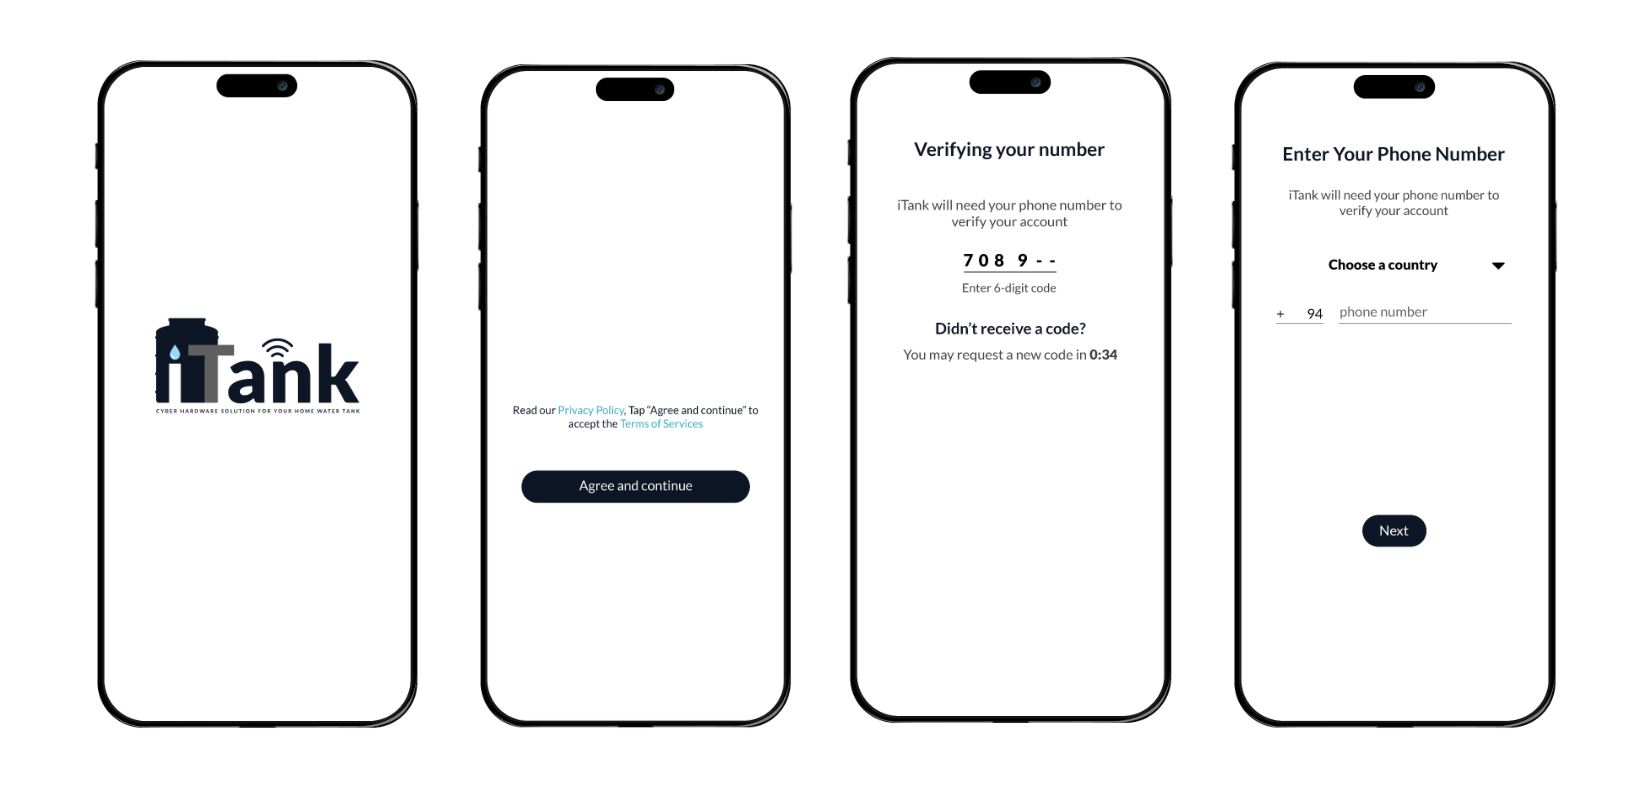 iTank
CYBER HARDWARE SOLUTION FOR YOUR HOME WATER TANK
Read our Privacy Policy, Tap “Agree and continue” to
accept the Terms of Services
Agree and continue
Verifying your number
iTank will need your phone number to
verify your account
7 0 8 9 - -
Enter 6-digit code
Didn’t receive a code?
You may request a new code in 0:34
Enter Your Phone Number
iTank will need your phone number to
verify your account
Choose a country
+ 94 phone number
Next